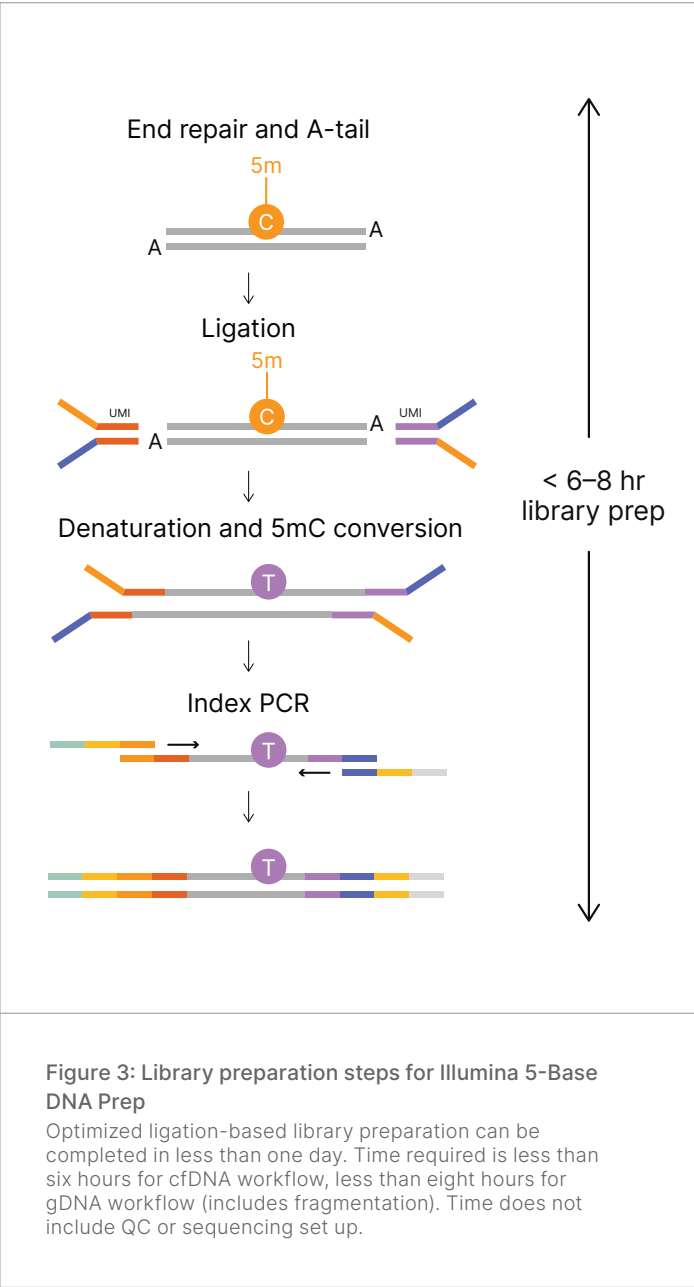 End repair and A-tail
5m
C
A
A
Ligation
5m
UMI
C
A
UMI
A
< 6–8 hr
library prep
Denaturation and 5mC conversion
T
Index PCR
T
T
Figure 3: Library preparation steps for Illumina 5-Base
DNA Prep
Optimized ligation-based library preparation can be
completed in less than one day. Time required is less than
six hours for cfDNA workflow, less than eight hours for
gDNA workflow (includes fragmentation). Time does not
include QC or sequencing set up.